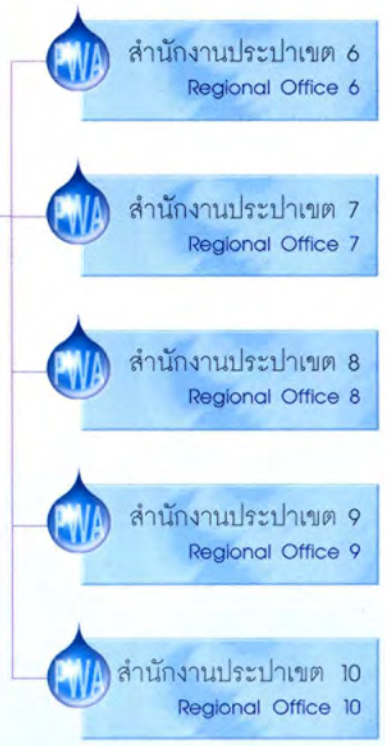 PWA
สำนักงานประปาเขต 6
Regional Office 6
PWA
สำนักงานประปาเขต 7
Regional Office 7
PWA
สำนักงานประปาเขต 8
Regional Office 8
PWA
สำนักงานประปาเขต 9
Regional Office 9
PWA
สำนักงานประปาเขต 10
Regional Office 10